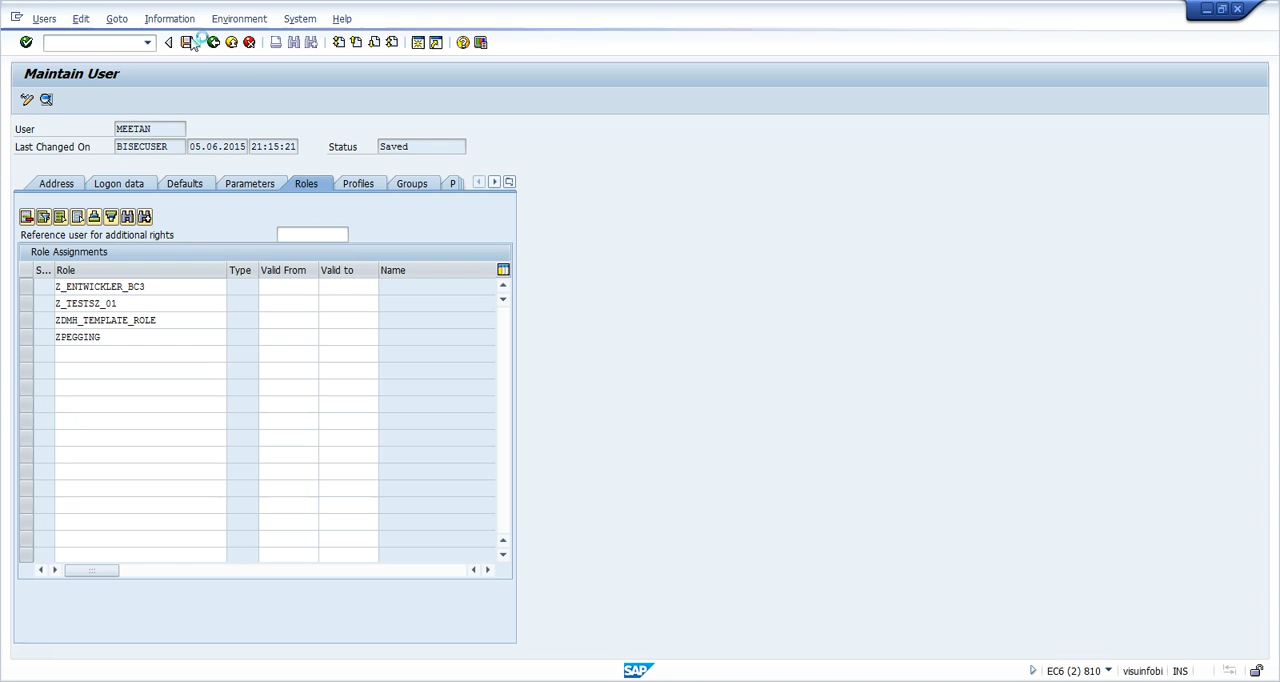 Users Edit Goto Information Environment System Help
Maintain User
User MEETAN
Last Changed On BISECUSER 05.06.2015 21:15:21 Status Saved
Address Logon data Defaults Parameters Roles Profiles Groups P
Reference user for additional rights
Role Assignments
S... Role Type Valid From Valid to Name
Z_ENTWICKLER_BC3
Z_TESTSZ_01
ZDMH_TEMPLATE_ROLE
ZPEGGING
SAP EC6 (2) 810 visuinfobi INS